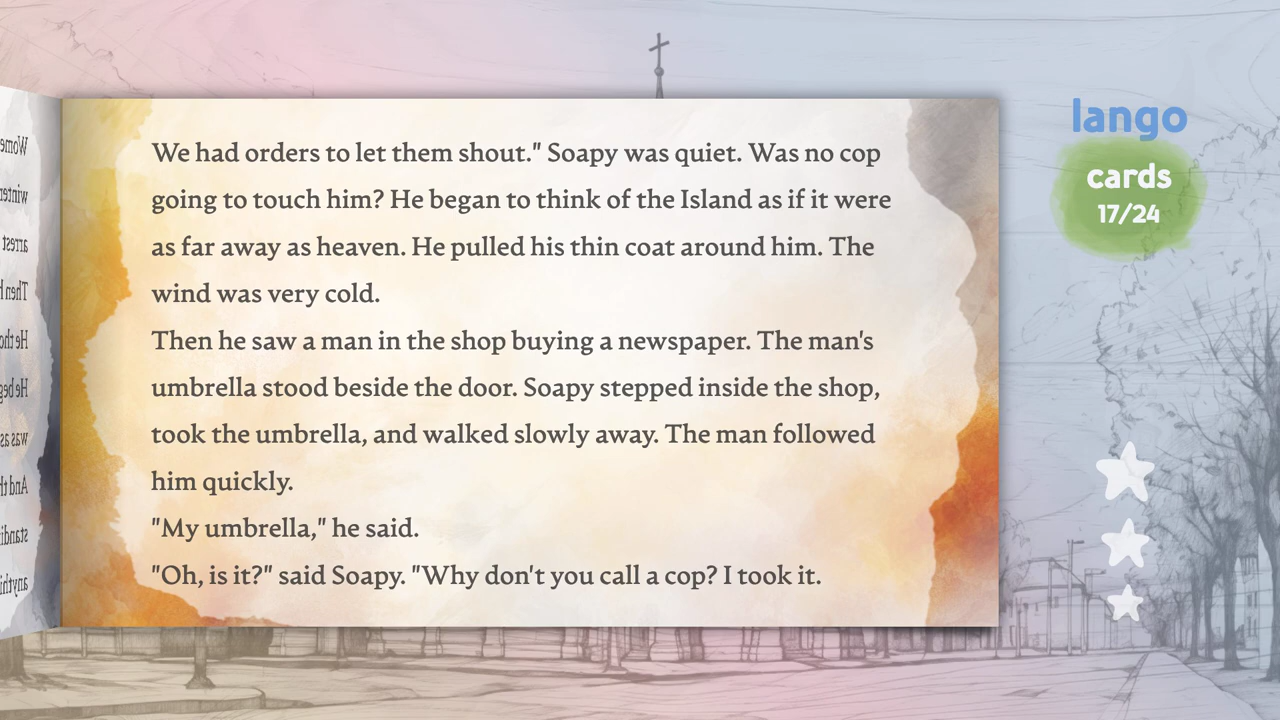 We had orders to let them shout." Soapy was quiet. Was no cop
going to touch him? He began to think of the Island as if it were
as far away as heaven. He pulled his thin coat around him. The
wind was very cold.
Then he saw a man in the shop buying a newspaper. The man's
umbrella stood beside the door. Soapy stepped inside the shop,
took the umbrella, and walked slowly away. The man followed
him quickly.
"My umbrella," he said.
"Oh, is it?" said Soapy. "Why don't you call a cop? I took it.
lango
cards
17/24